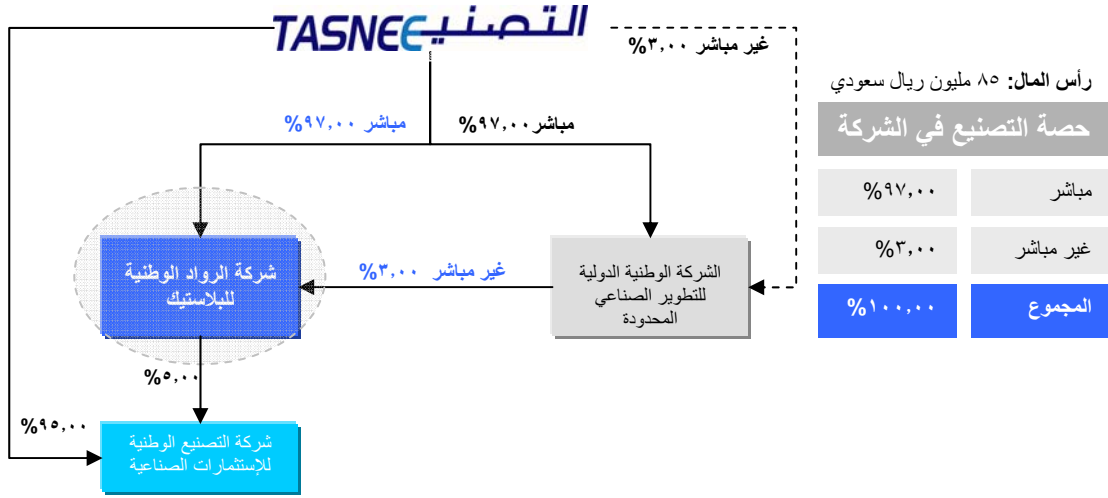 التصنيع TASNEE
غير مباشر ٣,٠٠%
رأس المال: ٨٥ مليون ريال سعودي
حصة التصنيع في الشركة
مباشر ٩٧,٠٠%
غير مباشر ٣,٠٠%
المجموع ١٠٠,٠٠%
مباشر ٩٧,٠٠%
مباشر ٩٧,٠٠%
الشركة الوطنية الدولية
للتطوير الصناعي
المحدودة
غير مباشر ٣,٠٠%
شركة الرواد الوطنية
للبلاستيك
٥,٠٠%
٩٥,٠٠%
شركة التصنيع الوطنية
للإستثمارات الصناعية